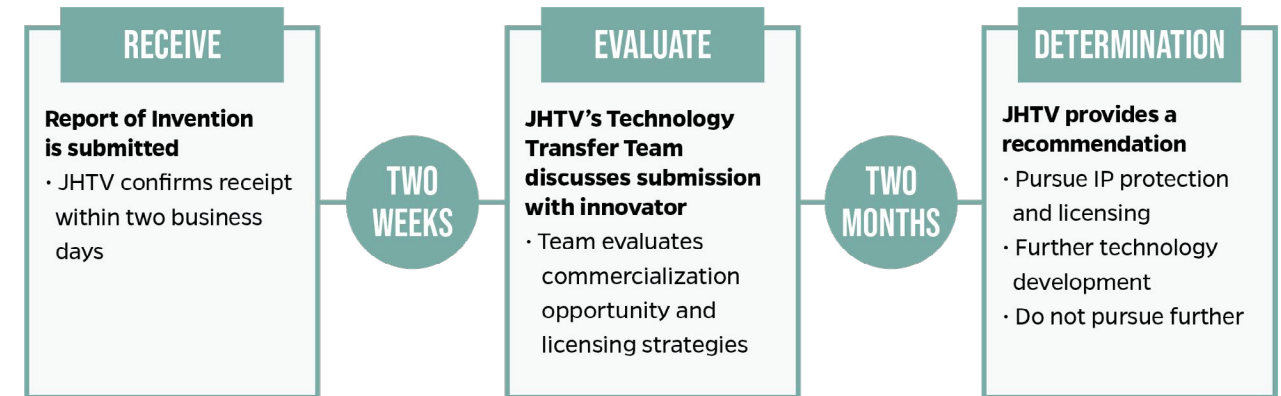 RECEIVE
Report of Invention
is submitted
· JHTV confirms receipt
within two business
days
TWO
WEEKS
EVALUATE
JHTV's Technology
Transfer Team
discusses submission
with innovator
· Team evaluates
commercialization
opportunity and
licensing strategies
TWO
MONTHS
DETERMINATION
JHTV provides a
recommendation
· Pursue IP protection
and licensing
· Further technology
development
· Do not pursue further